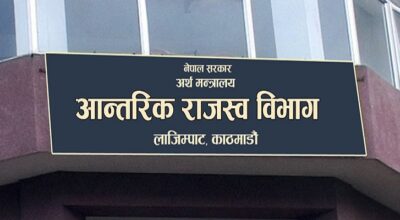 नेपाल सरकार
अर्थ मन्त्रालय
आन्तरिक राजस्व विभाग
लाजिम्पाट, काठमाडौं